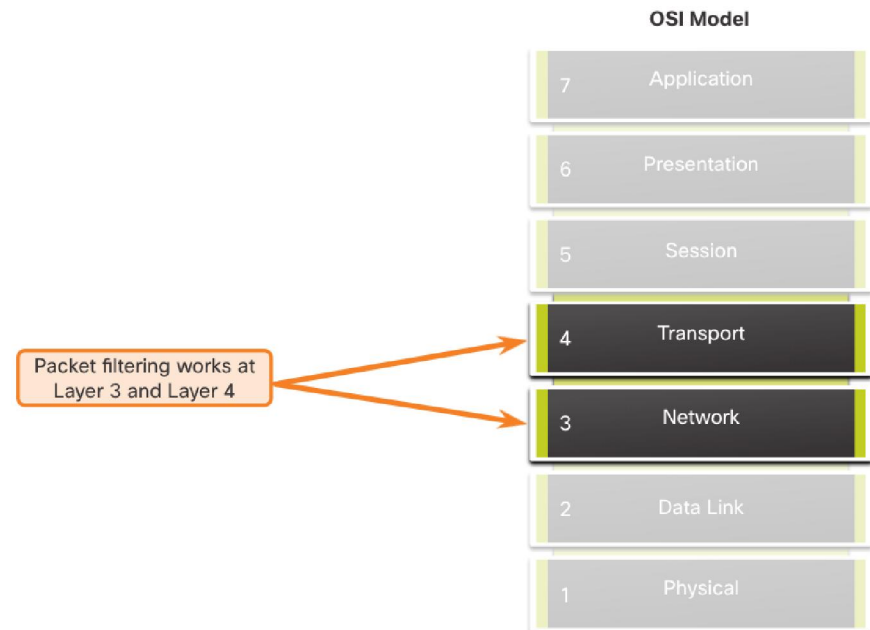 OSI Model
7 Application
6 Presentation
5 Session
4 Transport
Packet filtering works at
Layer 3 and Layer 4
3 Network
2 Data Link
1 Physical